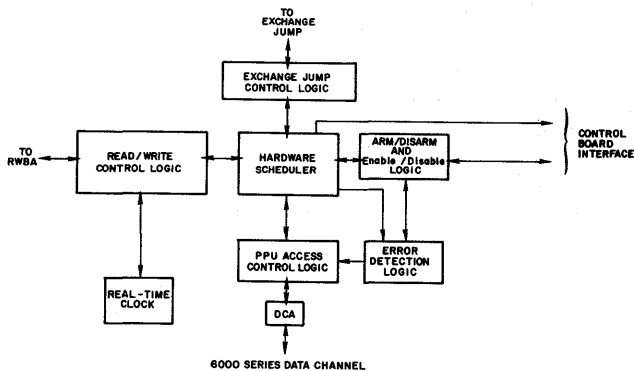 TO
EXCHANGE
JUMP
EXCHANGE JUMP
CONTROL LOGIC
TO
RWBA
READ/WRITE
CONTROL LOGIC
HARDWARE
SCHEDULER
ARM/DISARM
AND
Enable /Disable
LOGIC
CONTROL
BOARD
INTERFACE
PPU ACCESS
CONTROL LOGIC
ERROR
DETECTION
LOGIC
REAL-TIME
CLOCK
DCA
6000 SERIES DATA CHANNEL